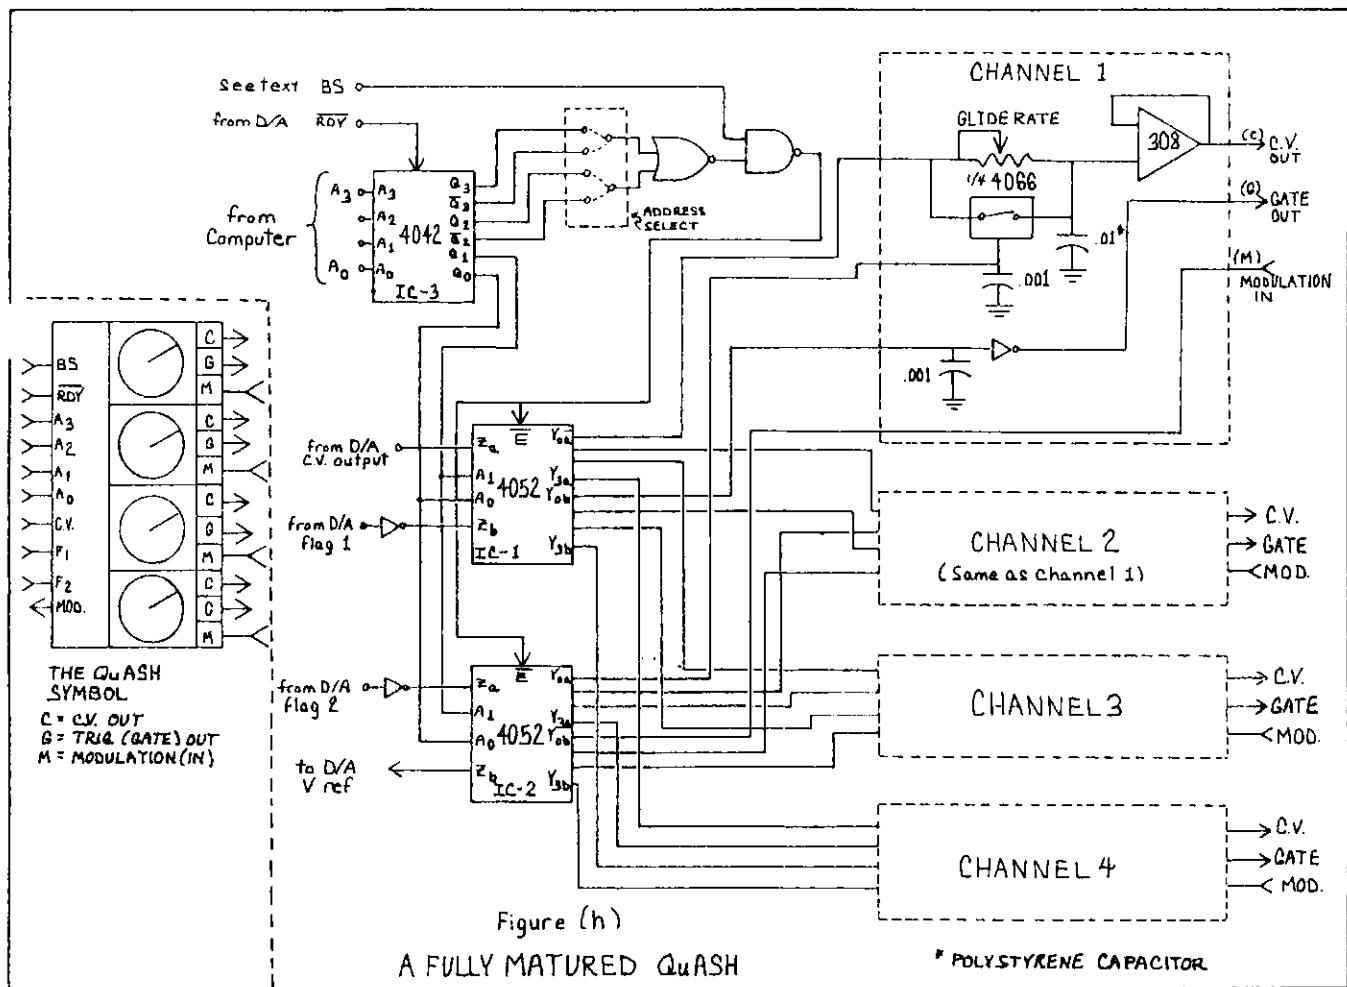 CHANNEL 1
see text BS
from D/A RDY
GLIDE RATE
1/4 4066
308
(C) C.V. OUT
(G) GATE OUT
(M) MODULATION IN
.01*
.001
.001
from Computer
A3
A0
A3
A2
A1
A0
4042
IC-3
Q3
Q3
Q2
Q2
Q1
Q0
ADDRESS SELECT
BS
RDY
A3
A2
A1
A0
C.V.
F1
F2
MOD.
C
G
M
C
G
M
C
G
M
C
G
M
THE QuASH SYMBOL
C = C.V. OUT
G = TRIG (GATE) OUT
M = MODULATION (IN)
from D/A C.V. output
from D/A flag 1
E
Za
A1
A0
Zb
4052
IC-1
Y0a
Y3a
Y0b
Y3b
from D/A flag 2
to D/A V ref
E
Za
A1
A0
Zb
4052
IC-2
Y0a
Y3a
Y0b
Y3b
CHANNEL 2
(Same as Channel 1)
C.V.
GATE
MOD.
CHANNEL 3
C.V.
GATE
MOD.
CHANNEL 4
C.V.
GATE
MOD.
Figure (h)
A FULLY MATURED QuASH
* POLYSTYRENE CAPACITOR